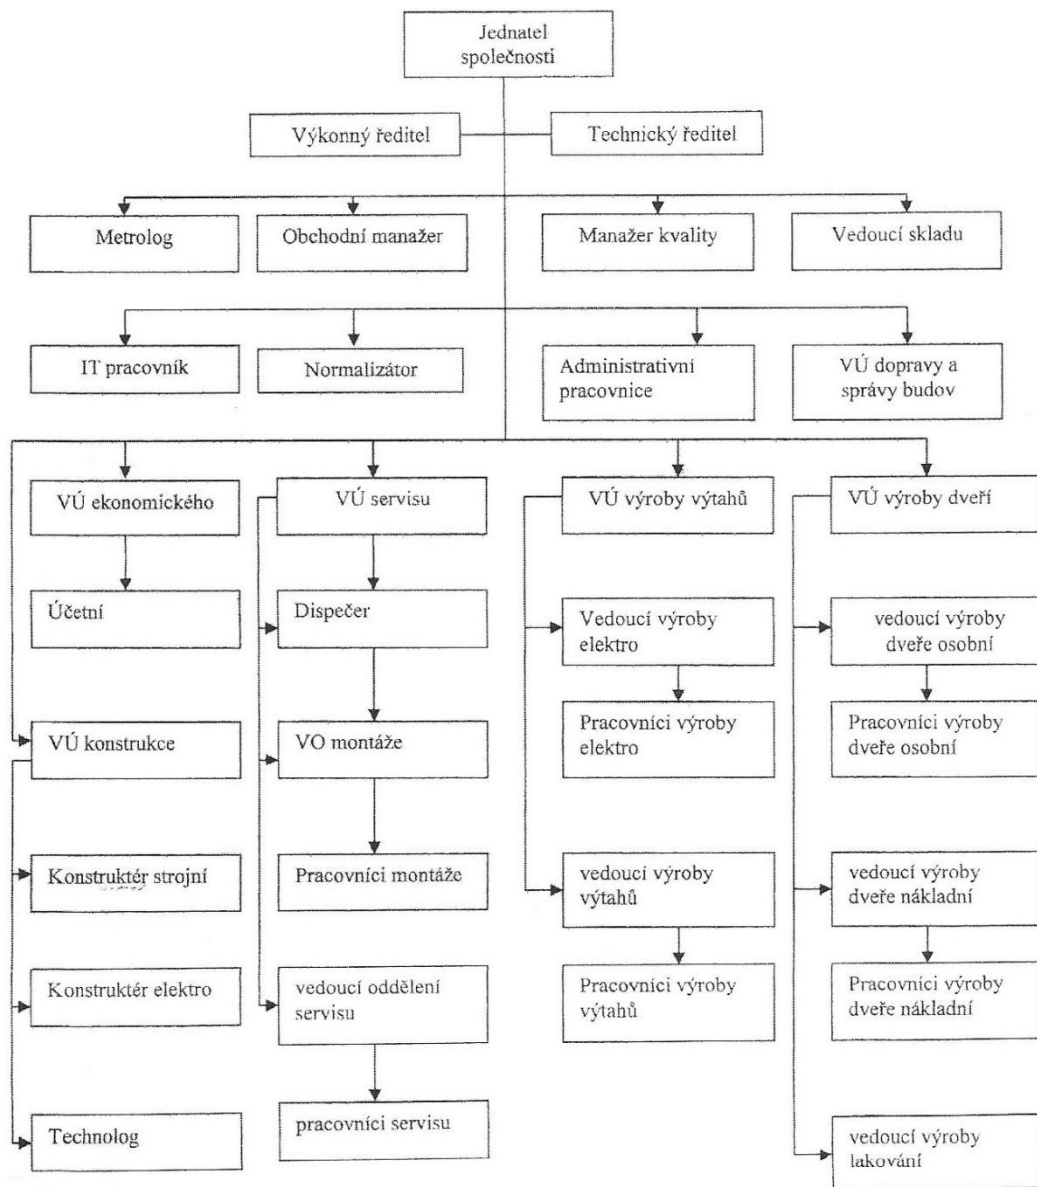 Jednatel
společnosti
Výkonný ředitel
Technický ředitel
Metrolog
Obchodní manažer
Manažer kvality
Vedoucí skladu
IT pracovník
Normalizátor
Administrativní
pracovnice
VÚ dopravy a
správy budov
VÚ ekonomického
VÚ servisu
VÚ výroby výtahů
VÚ výroby dveří
Účetní
Dispečer
Vedoucí výroby
elektro
vedoucí výroby
dveře osobní
VÚ konstrukce
VO montáže
Pracovníci výroby
elektro
Pracovníci výroby
dveře osobní
Konstruktér strojní
Pracovníci montáže
vedoucí výroby
výtahů
vedoucí výroby
dveře nákladní
Konstruktér elektro
vedoucí oddělení
servisu
Pracovníci výroby
výtahů
Pracovníci výroby
dveře nákladní
Technolog
pracovníci servisu
vedoucí výroby
lakování